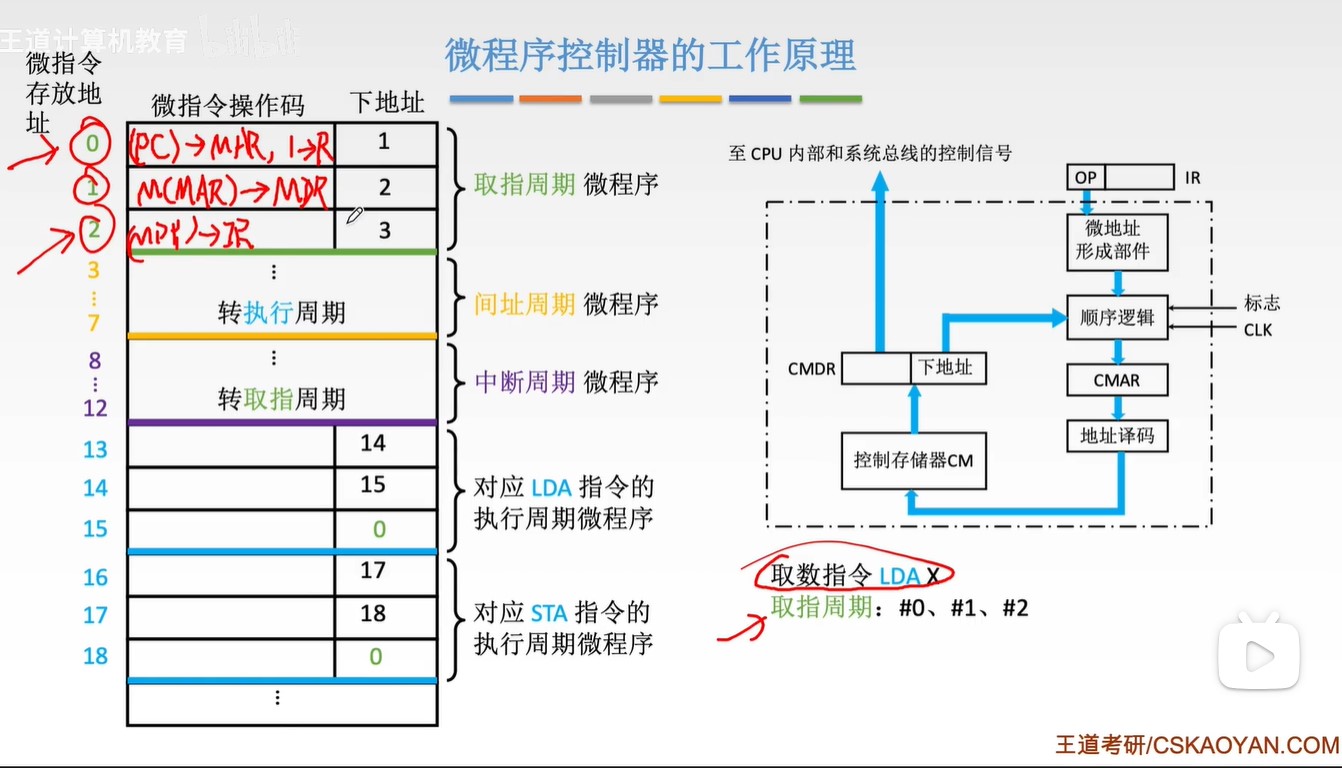 王道计算机教育
微程序控制器的工作原理
微指令
存放地
址
微指令操作码
下地址
0
(PC)→MAR, 1→R
1
1
M(MAR)→MDR
2
2
(MDR)→IR
3
取指周期 微程序
3
⋮
7
⋮
转执行周期
间址周期 微程序
8
⋮
12
⋮
转取指周期
中断周期 微程序
13
14
14
15
15
0
对应 LDA 指令的
执行周期微程序
16
17
17
18
18
0
对应 STA 指令的
执行周期微程序
⋮
至 CPU 内部和系统总线的控制信号
OP
IR
微地址
形成部件
顺序逻辑
标志
CLK
CMDR
下地址
CMAR
地址译码
控制存储器CM
取数指令 LDA X
取指周期：#0、#1、#2
王道考研/CSKAOYAN.COM